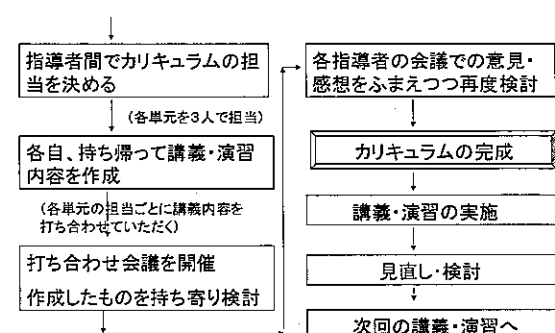 指導者間でカリキュラムの担
当を決める
(各単元を3人で担当)
各自、持ち帰って講義・演習
内容を作成
(各単元の担当ごとに講義内容を
打ち合わせていただく)
打ち合わせ会議を開催
作成したものを持ち寄り検討
各指導者の会議での意見・
感想をふまえつつ再度検討
カリキュラムの完成
講義・演習の実施
見直し・検討
次回の講義・演習へ